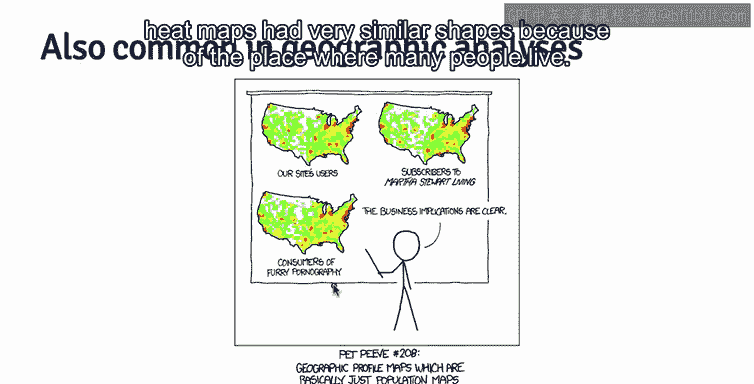 heat maps had very similar shapes because
of the place where many people live.
Also common in geographic analyses
OUR SITE'S USERS
SUBSCRIBERS TO
MARTHA STEWART LIVING
THE BUSINESS IMPLICATIONS ARE CLEAR.
CONSUMERS OF
FURRY PORNOGRAPHY
PET PEEVE #208:
GEOGRAPHIC PROFILE MAPS WHICH ARE
BASICALLY JUST POPULATION MAPS